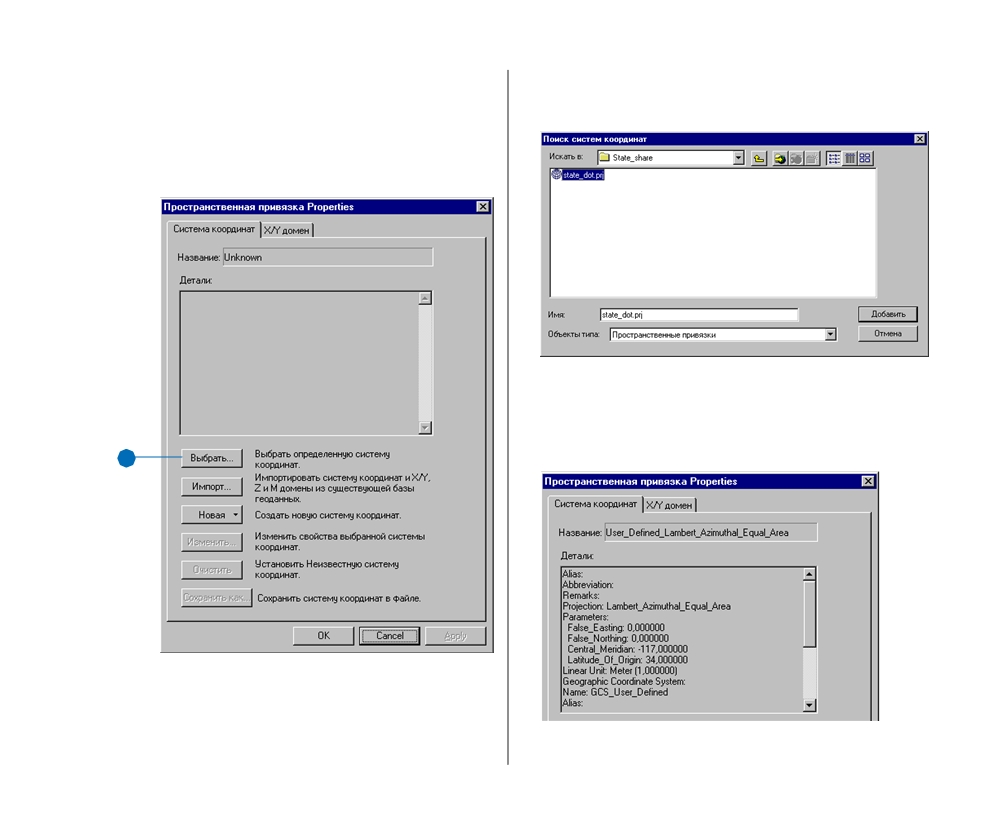 Пространственная привязка Properties
Система координат
X/Y домен
Название: Unknown
Детали:
Выбрать...
Выбрать определенную систему
координат.
Импорт...
Импортировать систему координат и X/Y,
Z и M домены из существующей базы
геоданных.
Новая
Создать новую систему координат.
Изменить...
Изменить свойства выбранной системы
координат.
Очистить
Установить Неизвестную систему
координат.
Сохранить как...
Сохранить систему координат в файле.
OK
Cancel
Apply
Поиск систем координат
Искать в: State_share
state_dot.prj
Имя: state_dot.prj
Добавить
Объекты типа: Пространственные привязки
Отмена
Пространственная привязка Properties
Система координат
X/Y домен
Название: User_Defined_Lambert_Azimuthal_Equal_Area
Детали:
Alias:
Abbreviation:
Remarks:
Projection: Lambert_Azimuthal_Equal_Area
Parameters:
False_Easting: 0,000000
False_Northing: 0,000000
Central_Meridian: -117,000000
Latitude_Of_Origin: 34,000000
Linear Unit: Meter (1,000000)
Geographic Coordinate System:
Name: GCS_User_Defined
Alias: